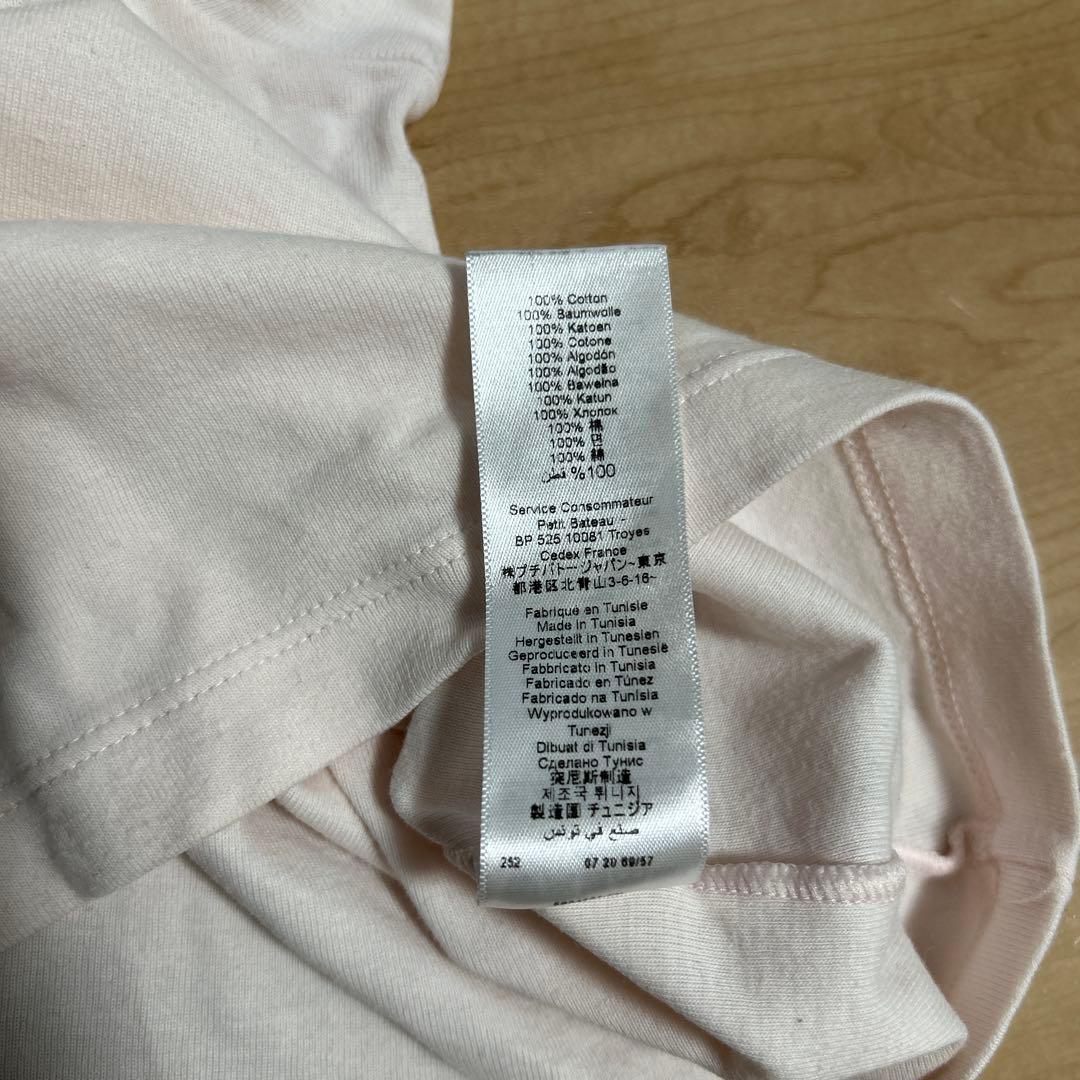 100% Cotton
100% Baumwolle
100% Katoen
100% Cotone
100% Algodón
100% Algodão
100% Bawelna
100% Katun
100% Хлопок
100% 棉
100% 면
100% 綿
100% قطن
Service Consommateur
Petit Bateau -
BP 525 10081 Troyes
Cedex France
株プチバトー・ジャパン~東京
都港区北青山3-6-16~
Fabriqué en Tunisie
Made in Tunisia
Hergestellt in Tunesien
Geproduceerd in Tunesië
Fabbricato in Tunisia
Fabricado en Túnez
Fabricado na Tunísia
Wyprodukowano w
Tunezji
Dibuat di Tunisia
Сделано Тунис
突尼斯制造
제조국 튀니지
製造国 チュニジア
صنع في تونس
252 07 20 69/57